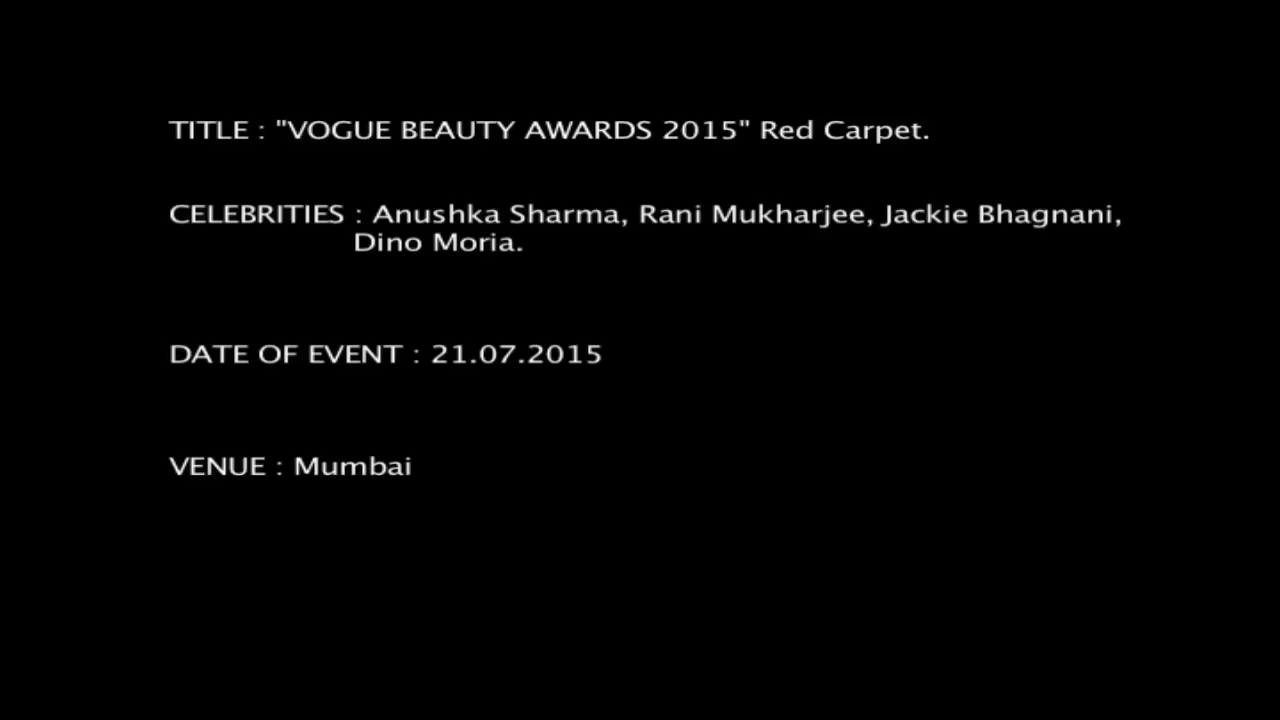 TITLE : "VOGUE BEAUTY AWARDS 2015" Red Carpet.
CELEBRITIES : Anushka Sharma, Rani Mukharjee, Jackie Bhagnani,
Dino Moria.
DATE OF EVENT : 21.07.2015
VENUE : Mumbai